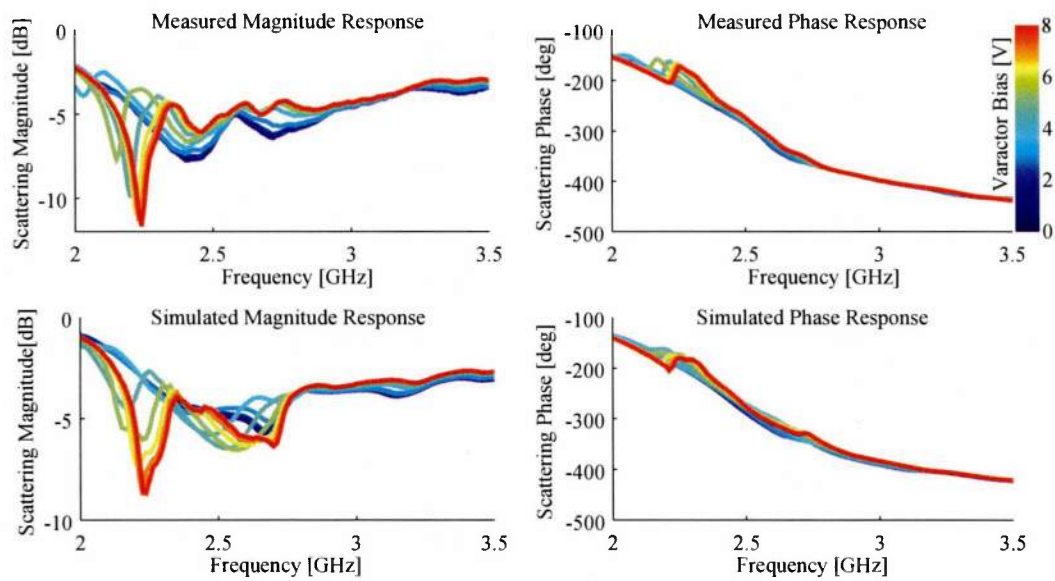 Measured Magnitude Response
0
-5
-10
2
2.5
3
3.5
Scattering Magnitude [dB]
Frequency [GHz]
Measured Phase Response
-100
-200
-300
-400
-500
2
2.5
3
3.5
Scattering Phase [deg]
Frequency [GHz]
Varactor Bias [V]
8
6
4
2
0
Simulated Magnitude Response
0
-5
-10
2
2.5
3
3.5
Scattering Magnitude[dB]
Frequency [GHz]
Simulated Phase Response
-100
-200
-300
-400
-500
2
2.5
3
3.5
Scattering Phase [deg]
Frequency [GHz]